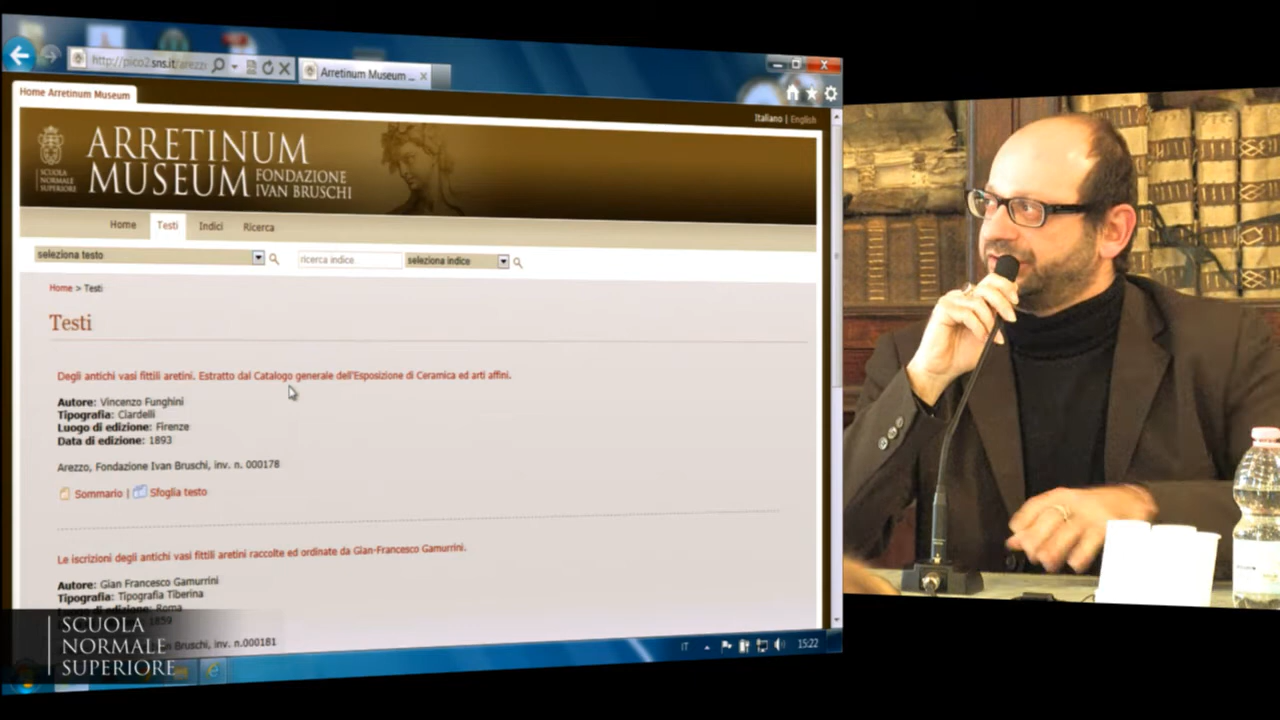 http://pico2.sns.it/arezz
Arretinum Museum ...
Home Arretinum Museum
Italiano | English
SCUOLA
NORMALE
SUPERIORE
ARRETINUM
MUSEUM FONDAZIONE
IVAN BRUSCHI
Home Testi Indici Ricerca
seleziona testo ricerca indice seleziona indice
Home > Testi
Testi
Degli antichi vasi fittili aretini. Estratto dal Catalogo generale dell'Esposizione di Ceramica ed arti affini.
Autore: Vincenzo Funghini
Tipografia: Ciardelli
Luogo di edizione: Firenze
Data di edizione: 1893
Arezzo, Fondazione Ivan Bruschi, inv. n. 000178
Sommario | Sfoglia testo
Le iscrizioni degli antichi vasi fittili aretini raccolte ed ordinate da Gian-Francesco Gamurrini.
Autore: Gian Francesco Gamurrini
Tipografia: Tipografia Tiberina
Luogo di edizione: Roma
1859
Bruschi, inv. n.000181
SCUOLA
NORMALE
SUPERIORE
IT 15:22